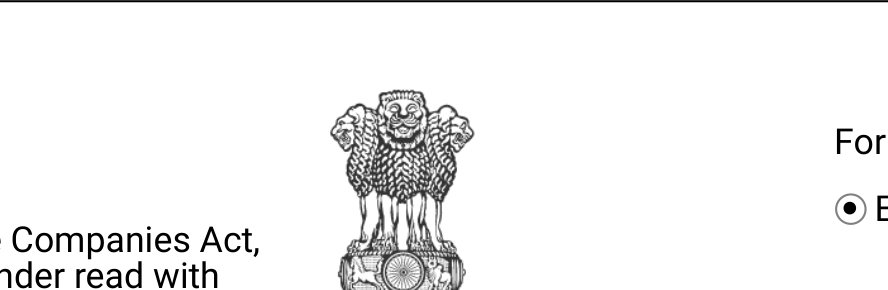 For
Companies Act,
read with